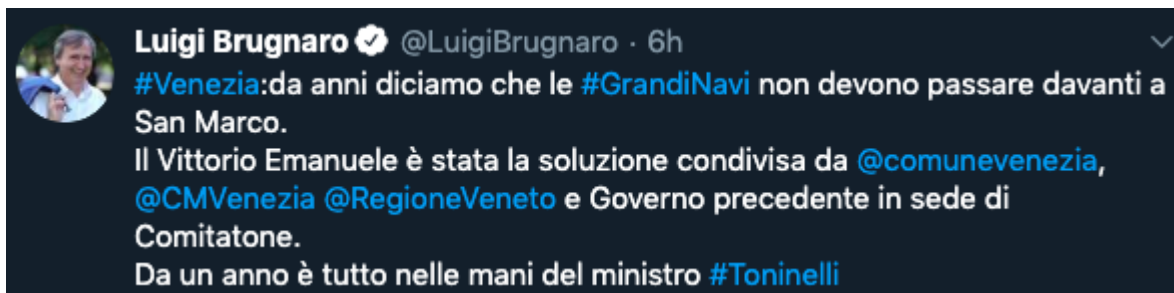 Luigi Brugnaro @LuigiBrugnaro · 6h
#Venezia:da anni diciamo che le #GrandiNavi non devono passare davanti a
San Marco.
Il Vittorio Emanuele è stata la soluzione condivisa da @comunevenezia,
@CMVenezia @RegioneVeneto e Governo precedente in sede di
Comitatone.
Da un anno è tutto nelle mani del ministro #Toninelli